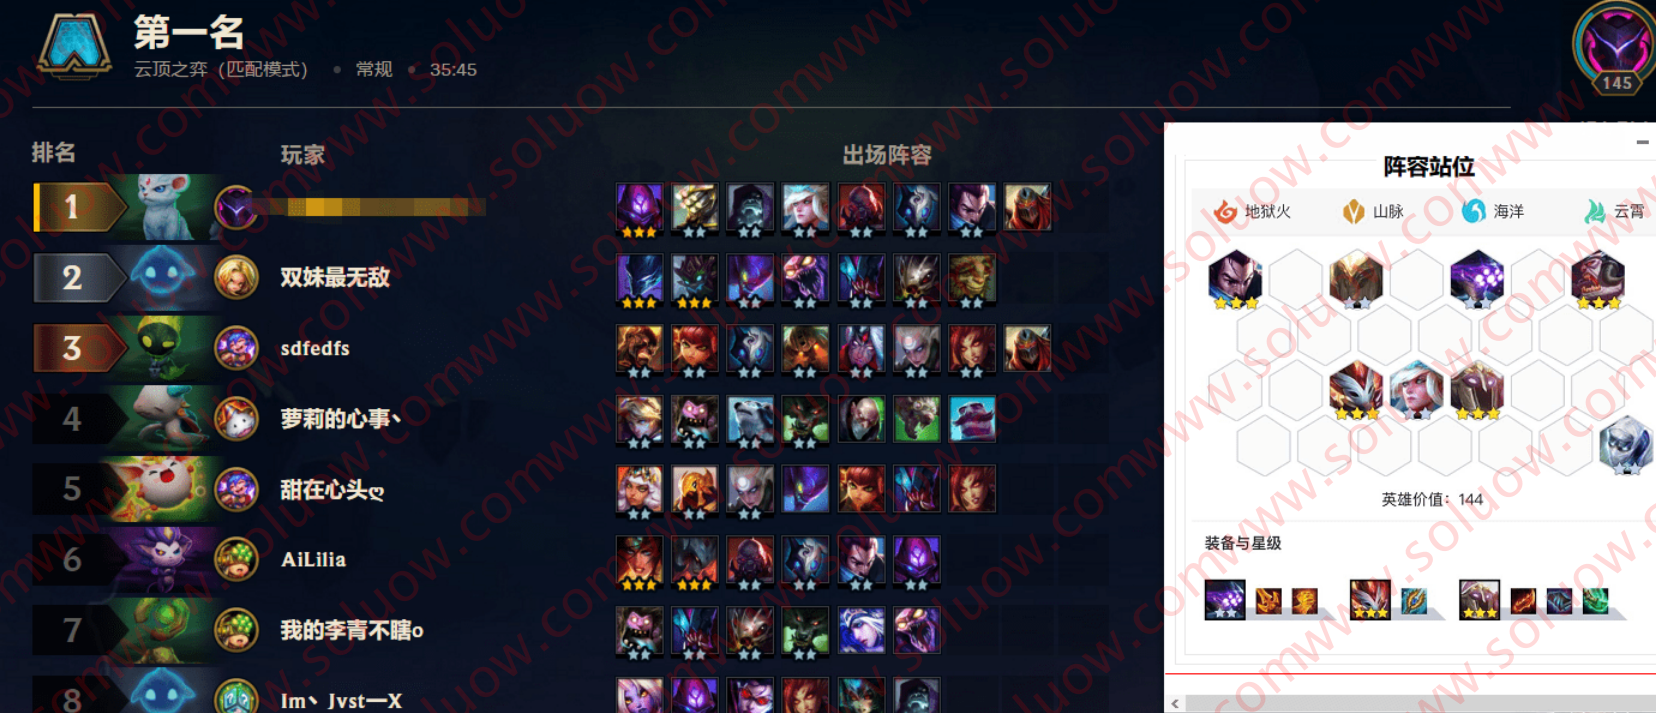 第一名
云顶之弈（匹配模式） • 常规 • 35:45
145
排名 玩家 出场阵容
1
2 双妹最无敌
3 sdfedfs
4 萝莉的心事丶
5 甜在心头ღ
6 AiLilia
7 我的李青不瞎o
8 Im丶Jvst一X
阵容站位
地狱火 山脉 海洋 云霄
英雄价值：144
装备与星级
www.soluow.com